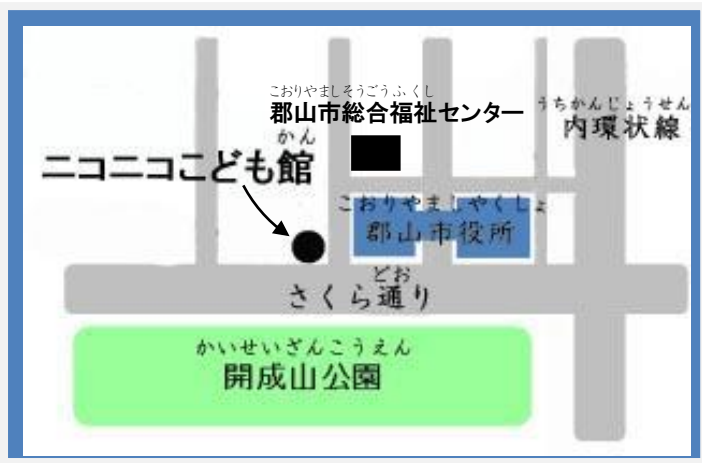 こおりやましそうごうふくし
郡山市総合福祉センター
うちかんじょうせん
内環状線
かん
ニコニコこども館
こおりやましやくしょ
郡山市役所
どお
さくら通り
かいせいざんこうえん
開成山公園